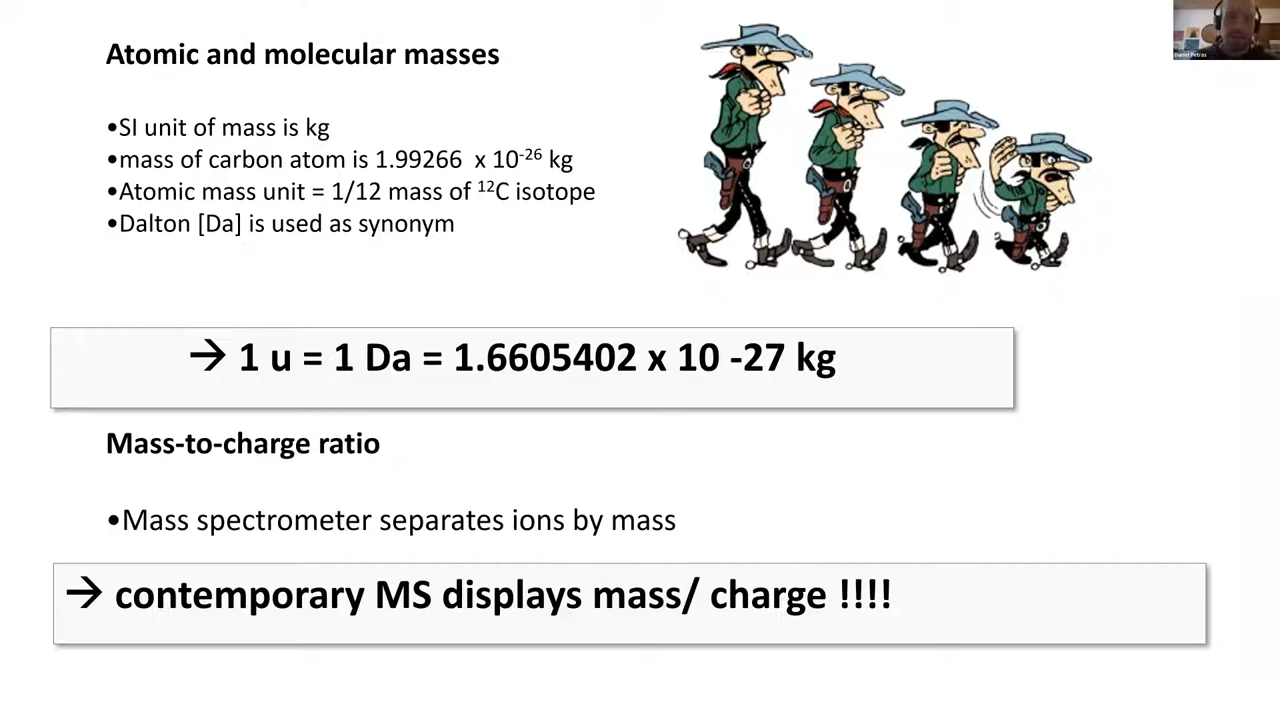 Atomic and molecular masses
•SI unit of mass is kg
•mass of carbon atom is 1.99266 x 10-26 kg
•Atomic mass unit = 1/12 mass of 12C isotope
•Dalton [Da] is used as synonym
→ 1 u = 1 Da = 1.6605402 x 10 -27 kg
Mass-to-charge ratio
•Mass spectrometer separates ions by mass
→ contemporary MS displays mass/ charge !!!!
Daniel Petras